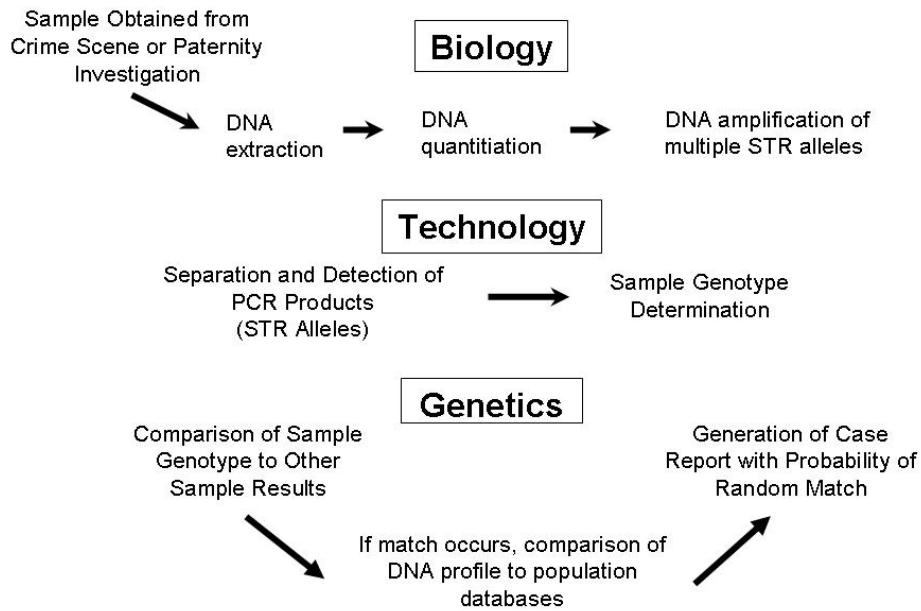 Sample Obtained from
Crime Scene or Paternity
Investigation
Biology
DNA
extraction
DNA
quantitiation
DNA amplification of
multiple STR alleles
Technology
Separation and Detection of
PCR Products
(STR Alleles)
Sample Genotype
Determination
Genetics
Comparison of Sample
Genotype to Other
Sample Results
If match occurs, comparison of
DNA profile to population
databases
Generation of Case
Report with Probability of
Random Match